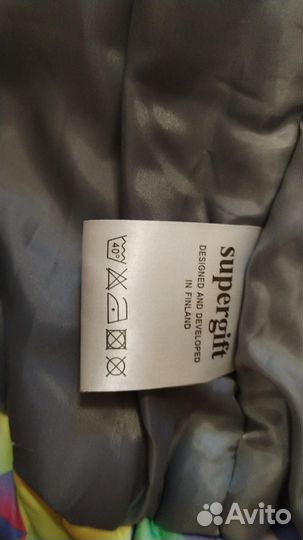 supergift
DESIGNED AND DEVELOPED
IN FINLAND
40°
Avito